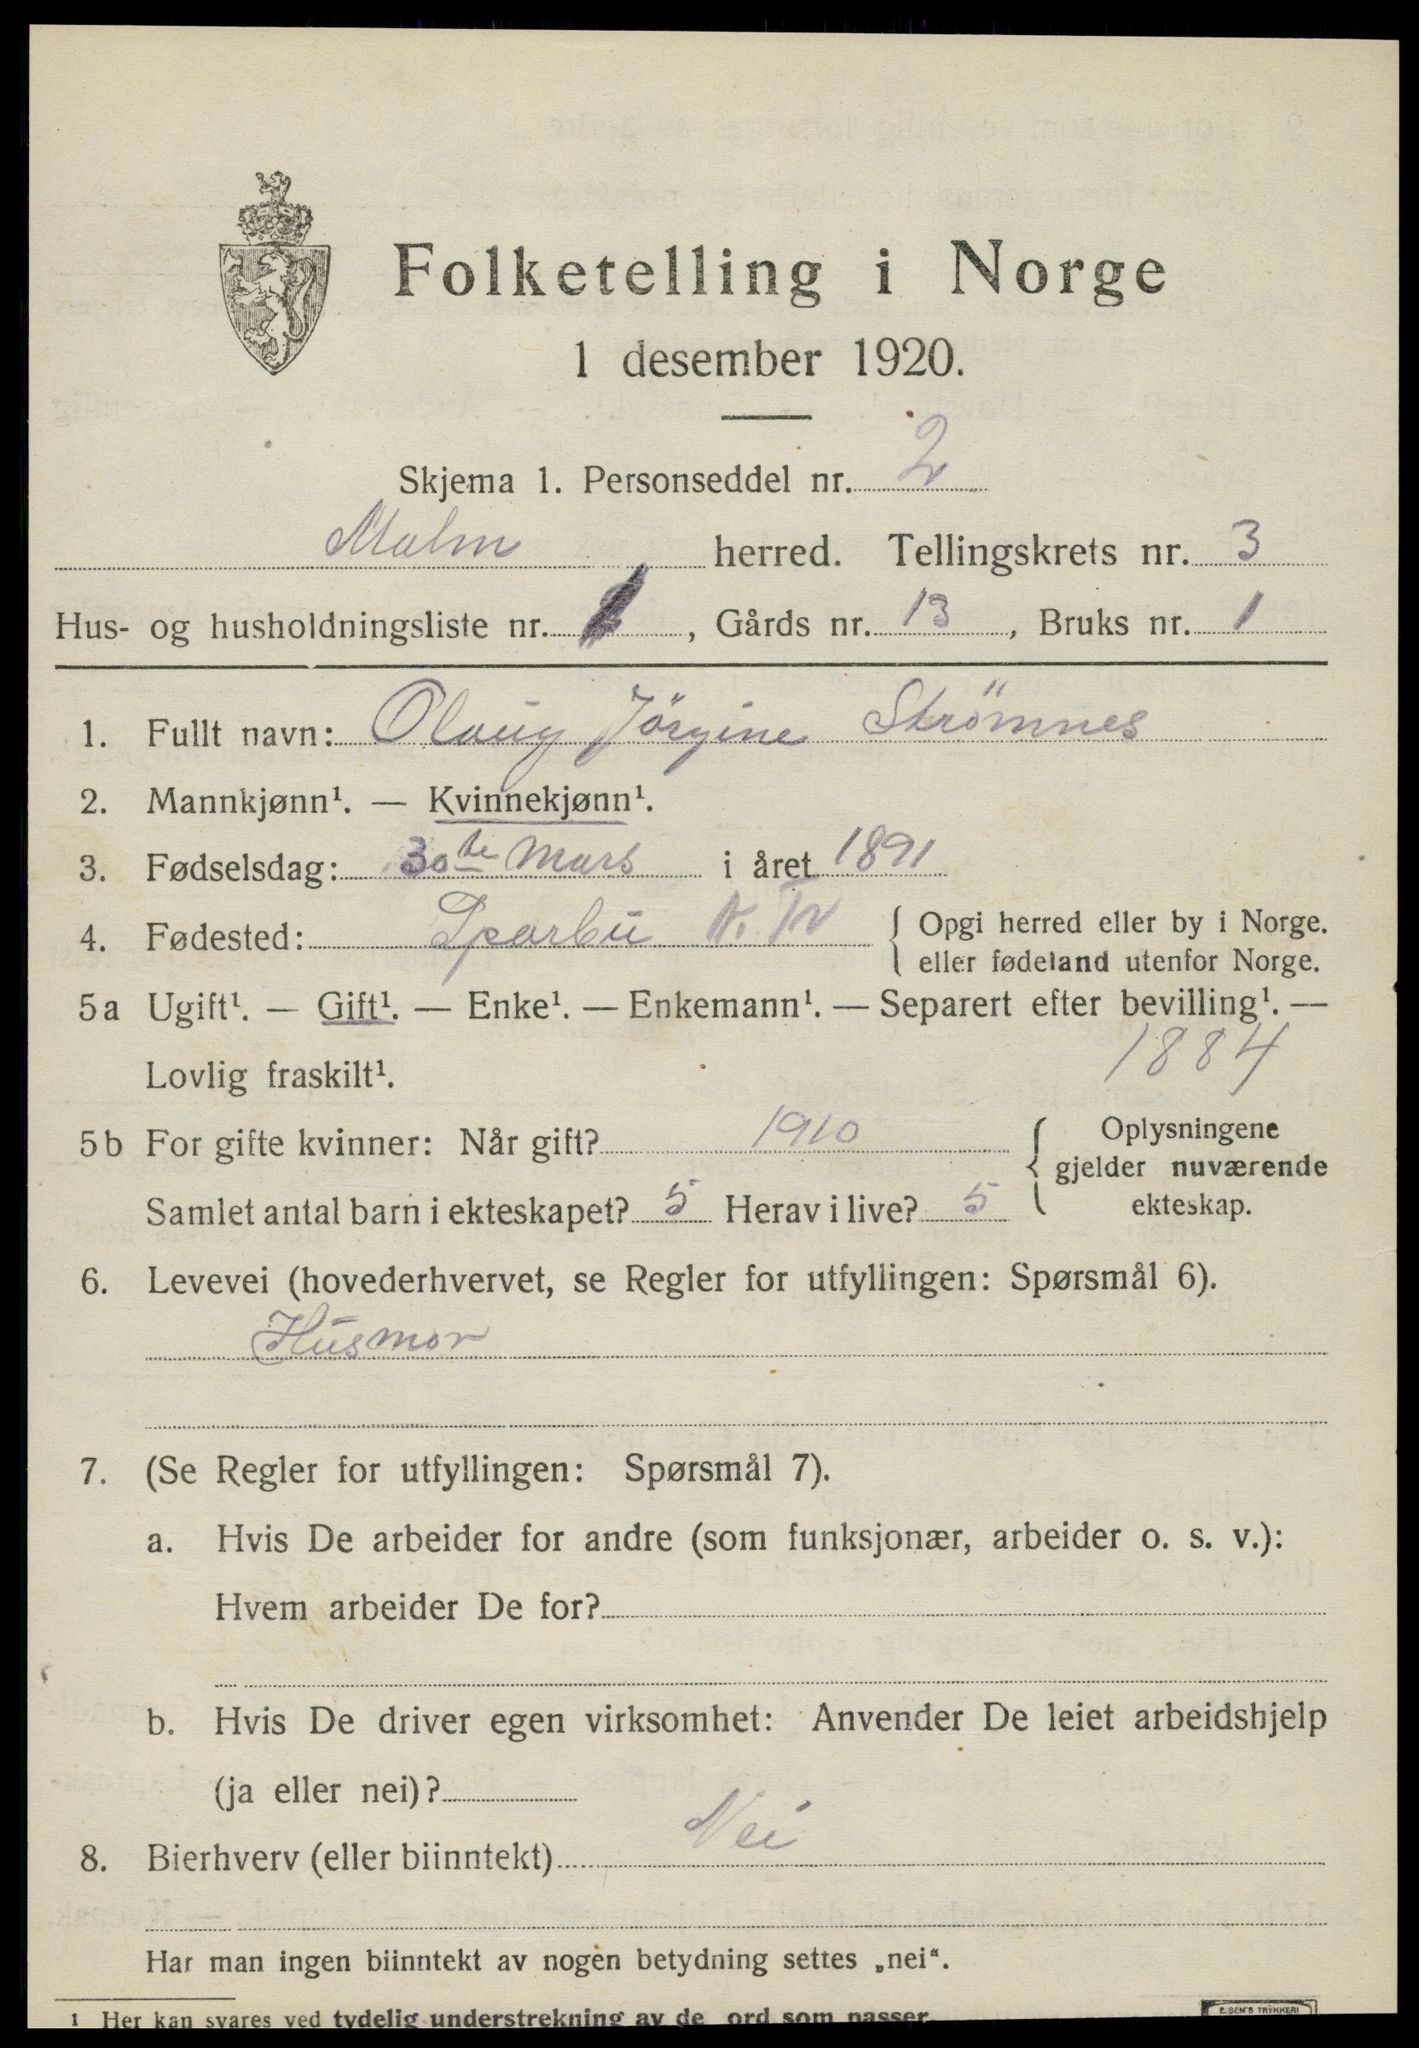 Folketelling i Norge
1 desember 1920.
Skjema 1. Personseddel nr. 2
Malm herred. Tellingskrets nr. 3
Hus- og husholdningsliste nr. , Gårds nr. 13, Bruks nr. 1
1. Fullt navn: Olaug Jörgine Strömnes
2. Mannkjønn¹. — Kvinnekjønn¹.
3. Fødselsdag: 30te Mars i året 1891
4. Fødested: Sparbu N. Tr { Opgi herred eller by i Norge.
eller fødeland utenfor Norge.
5a Ugift¹. — Gift¹. — Enke¹. — Enkemann¹. — Separert efter bevilling¹. —
Lovlig fraskilt¹. 1884
5b For gifte kvinner: Når gift? 1910 { Oplysningene
gjelder nuværende
Samlet antal barn i ekteskapet? 5 Herav i live? 5 ekteskap.
6. Levevei (hovederhvervet, se Regler for utfyllingen: Spørsmål 6).
Husmor
7. (Se Regler for utfyllingen: Spørsmål 7).
a. Hvis De arbeider for andre (som funksjonær, arbeider o. s. v.):
Hvem arbeider De for?
b. Hvis De driver egen virksomhet: Anvender De leiet arbeidshjelp
(ja eller nei)?
8. Bierhverv (eller biinntekt) Nei
Har man ingen biinntekt av nogen betydning settes „nei“.
¹ Her kan svares ved tydelig understrekning av de ord som passer.
E. SEM'S TRYKKERI